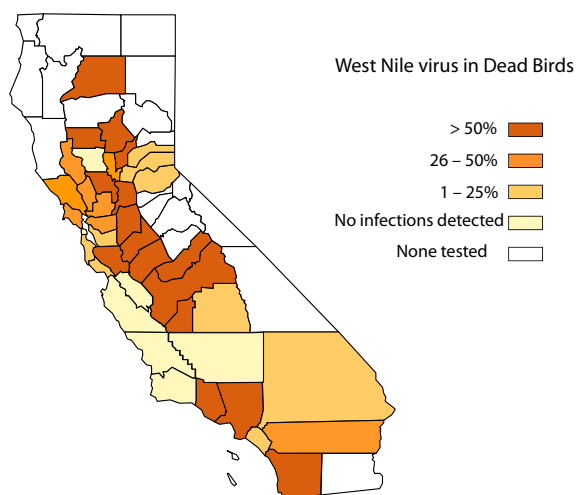 West Nile virus in Dead Birds
> 50%
26 – 50%
1 – 25%
No infections detected
None tested